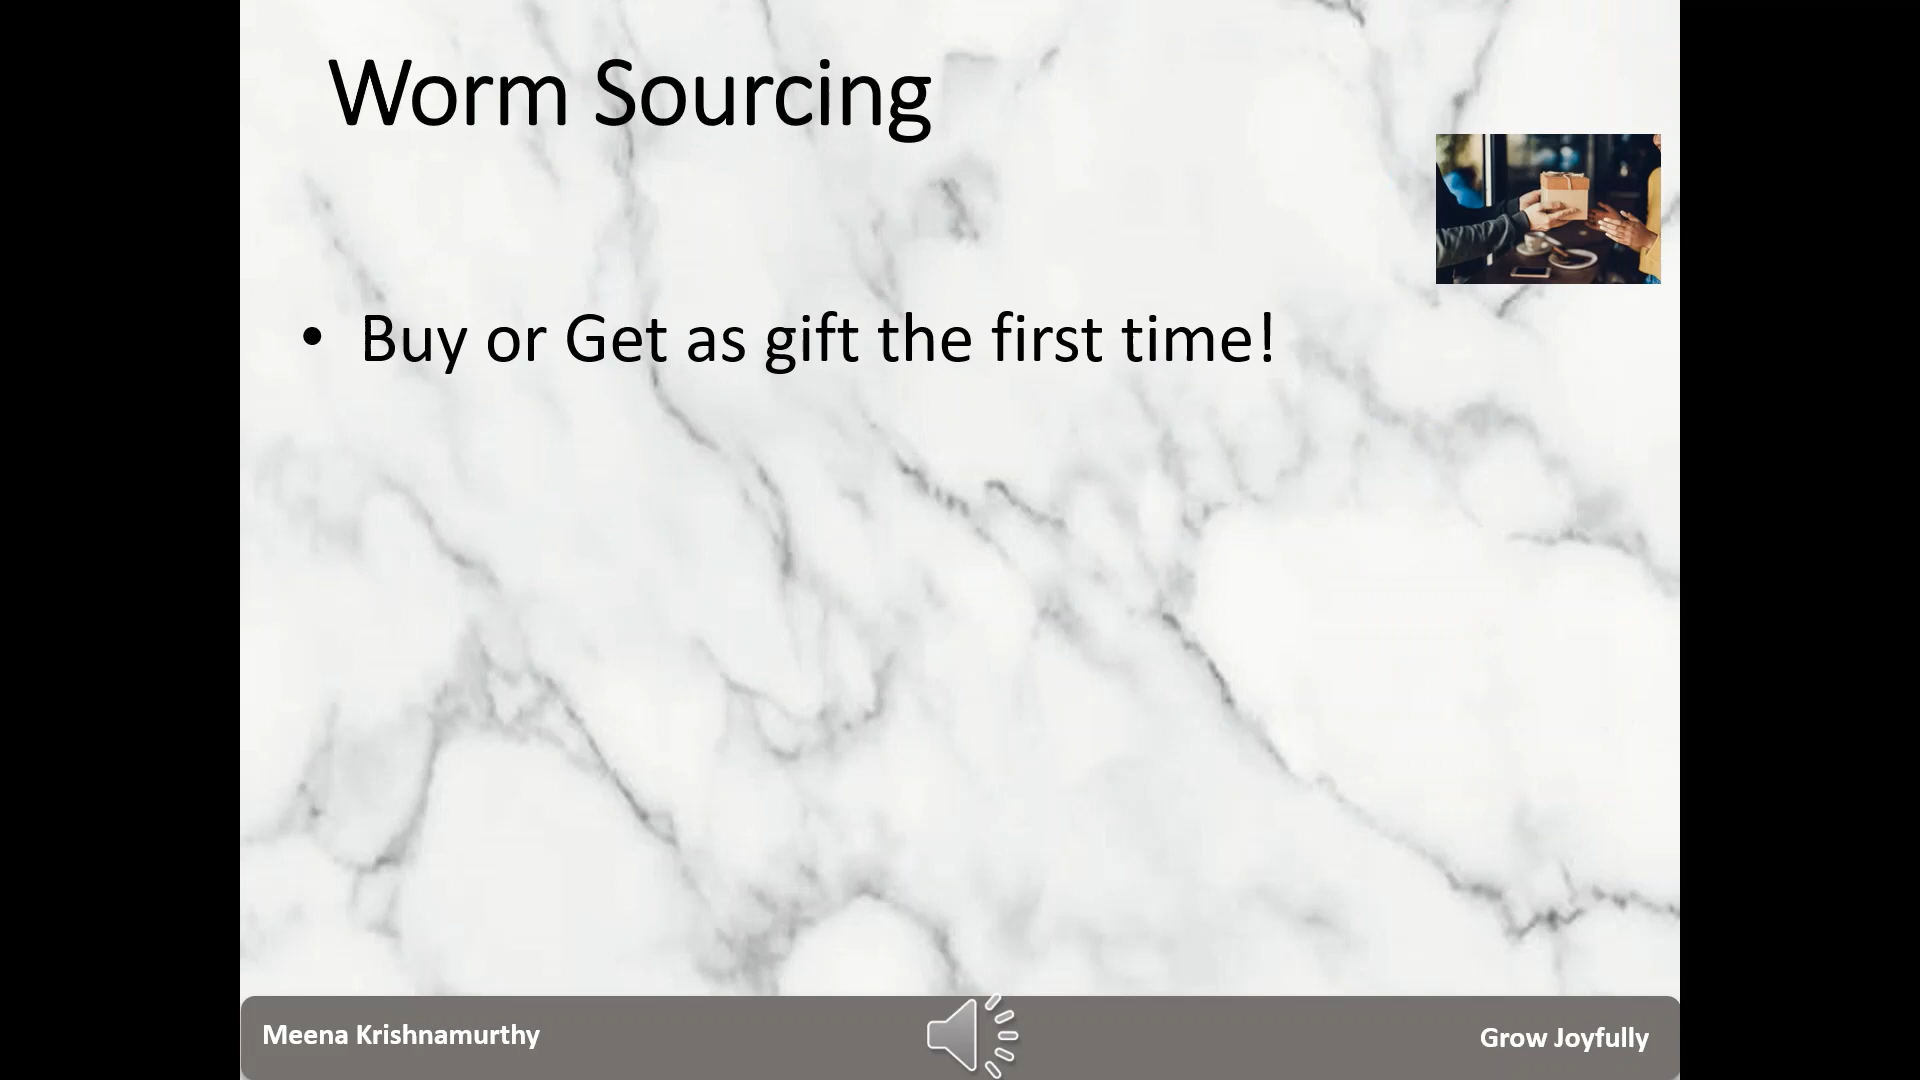 Worm Sourcing
• Buy or Get as gift the first time!
Meena Krishnamurthy
Grow Joyfully